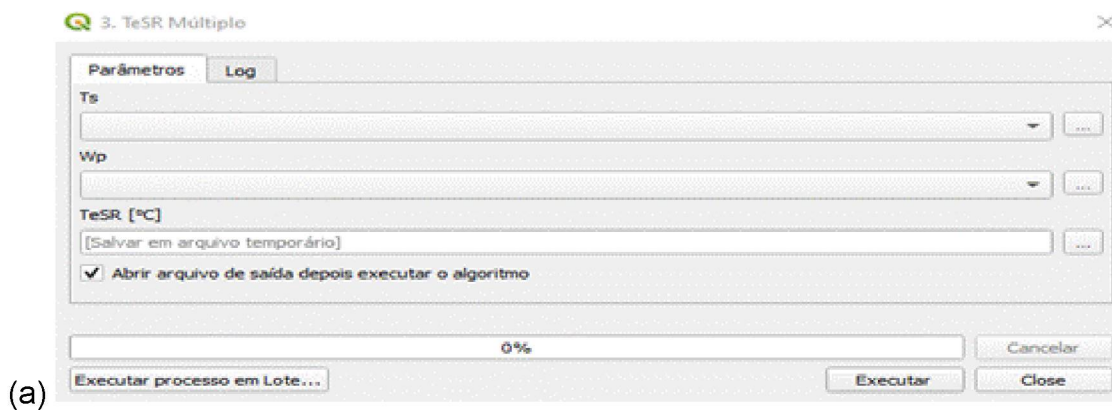 3. TeSR Múltiplo
Parâmetros Log
Ts
...
Wp
...
TeSR [ºC]
[Salvar em arquivo temporário] ...
Abrir arquivo de saída depois executar o algoritmo
0% Cancelar
(a) Executar processo em Lote... Executar Close